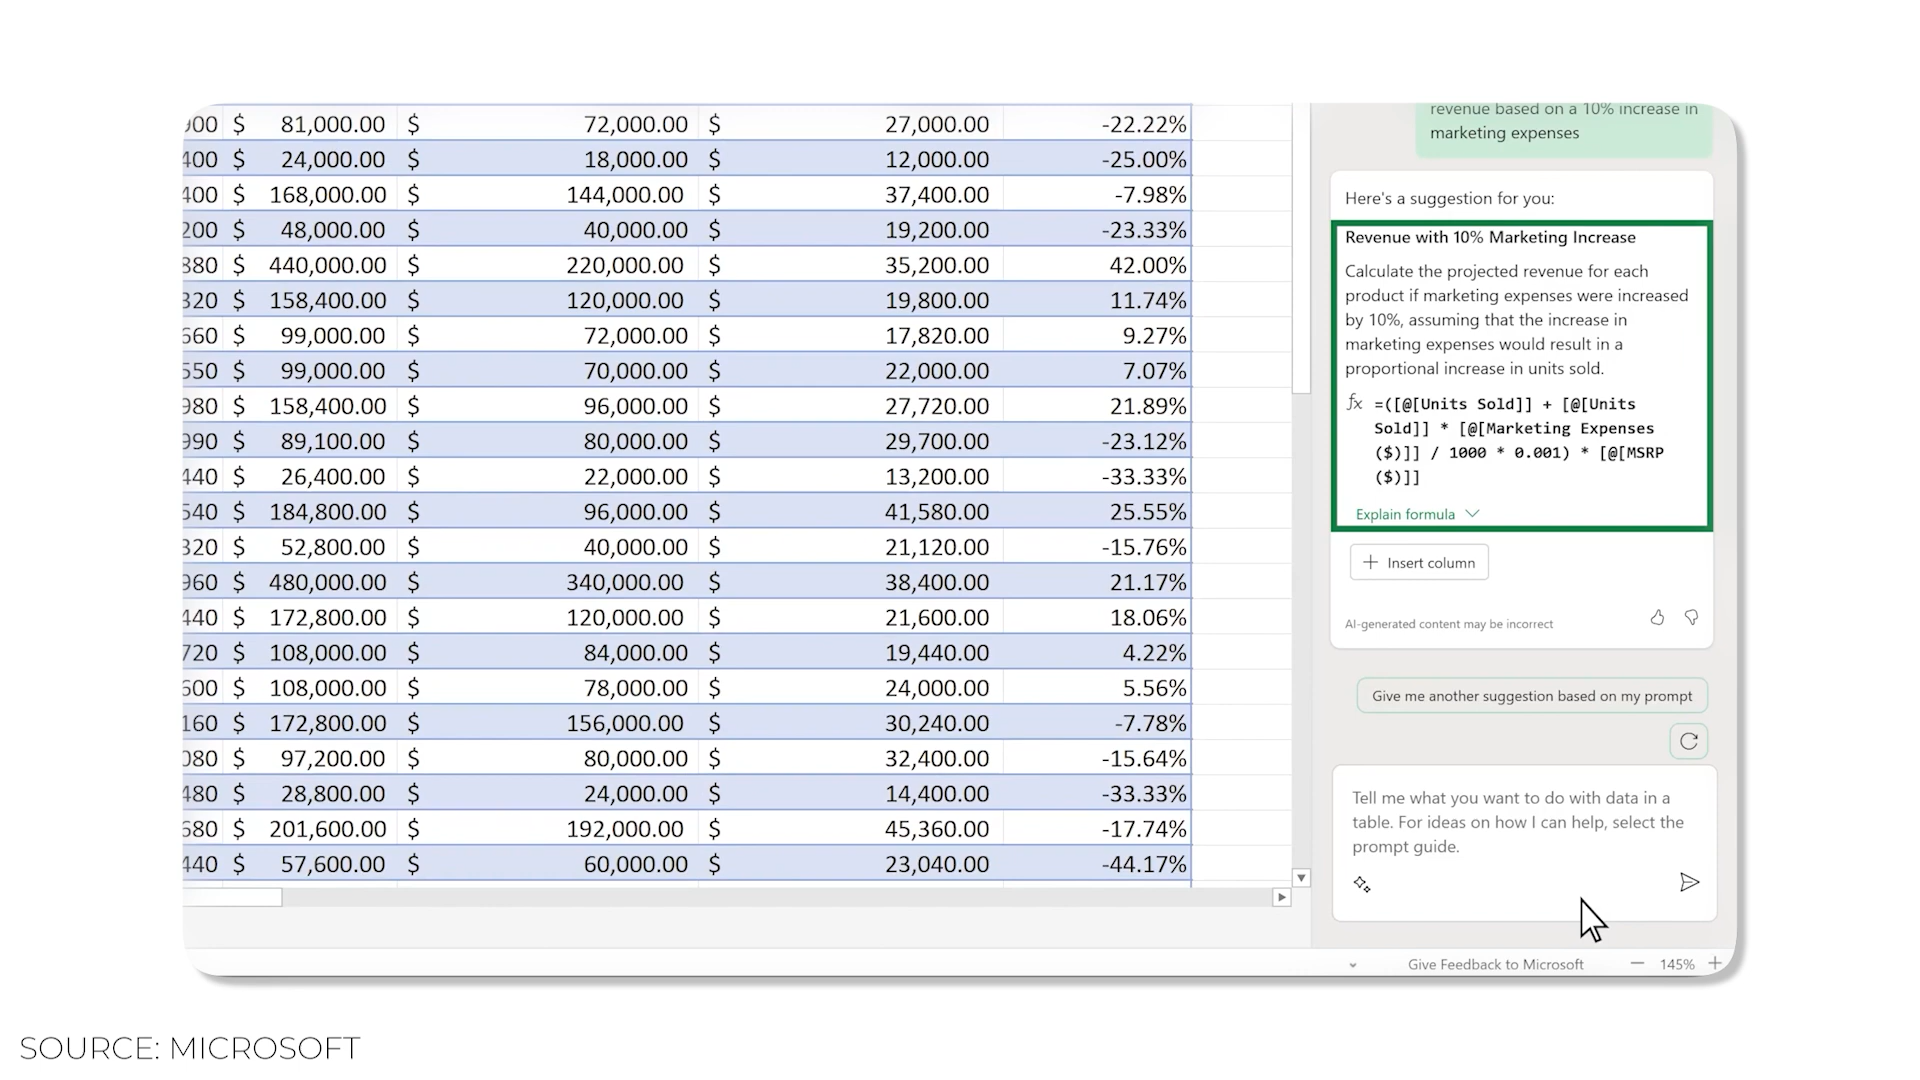 900 $ 81,000.00 $ 72,000.00 $ 27,000.00 -22.22%
400 $ 24,000.00 $ 18,000.00 $ 12,000.00 -25.00%
400 $ 168,000.00 $ 144,000.00 $ 37,400.00 -7.98%
200 $ 48,000.00 $ 40,000.00 $ 19,200.00 -23.33%
880 $ 440,000.00 $ 220,000.00 $ 35,200.00 42.00%
320 $ 158,400.00 $ 120,000.00 $ 19,800.00 11.74%
660 $ 99,000.00 $ 72,000.00 $ 17,820.00 9.27%
550 $ 99,000.00 $ 70,000.00 $ 22,000.00 7.07%
980 $ 158,400.00 $ 96,000.00 $ 27,720.00 21.89%
990 $ 89,100.00 $ 80,000.00 $ 29,700.00 -23.12%
440 $ 26,400.00 $ 22,000.00 $ 13,200.00 -33.33%
540 $ 184,800.00 $ 96,000.00 $ 41,580.00 25.55%
320 $ 52,800.00 $ 40,000.00 $ 21,120.00 -15.76%
960 $ 480,000.00 $ 340,000.00 $ 38,400.00 21.17%
440 $ 172,800.00 $ 120,000.00 $ 21,600.00 18.06%
720 $ 108,000.00 $ 84,000.00 $ 19,440.00 4.22%
600 $ 108,000.00 $ 78,000.00 $ 24,000.00 5.56%
160 $ 172,800.00 $ 156,000.00 $ 30,240.00 -7.78%
080 $ 97,200.00 $ 80,000.00 $ 32,400.00 -15.64%
480 $ 28,800.00 $ 24,000.00 $ 14,400.00 -33.33%
680 $ 201,600.00 $ 192,000.00 $ 45,360.00 -17.74%
440 $ 57,600.00 $ 60,000.00 $ 23,040.00 -44.17%
revenue based on a 10% increase in
marketing expenses
Here's a suggestion for you:
Revenue with 10% Marketing Increase
Calculate the projected revenue for each
product if marketing expenses were increased
by 10%, assuming that the increase in
marketing expenses would result in a
proportional increase in units sold.
fx =([@[Units Sold]] + [@[Units
Sold]] * [@[Marketing Expenses
($)]] / 1000 * 0.001) * [@[MSRP
($)]]
Explain formula
+ Insert column
AI-generated content may be incorrect
Give me another suggestion based on my prompt
Tell me what you want to do with data in a
table. For ideas on how I can help, select the
prompt guide.
Give Feedback to Microsoft — 145% +
SOURCE: MICROSOFT